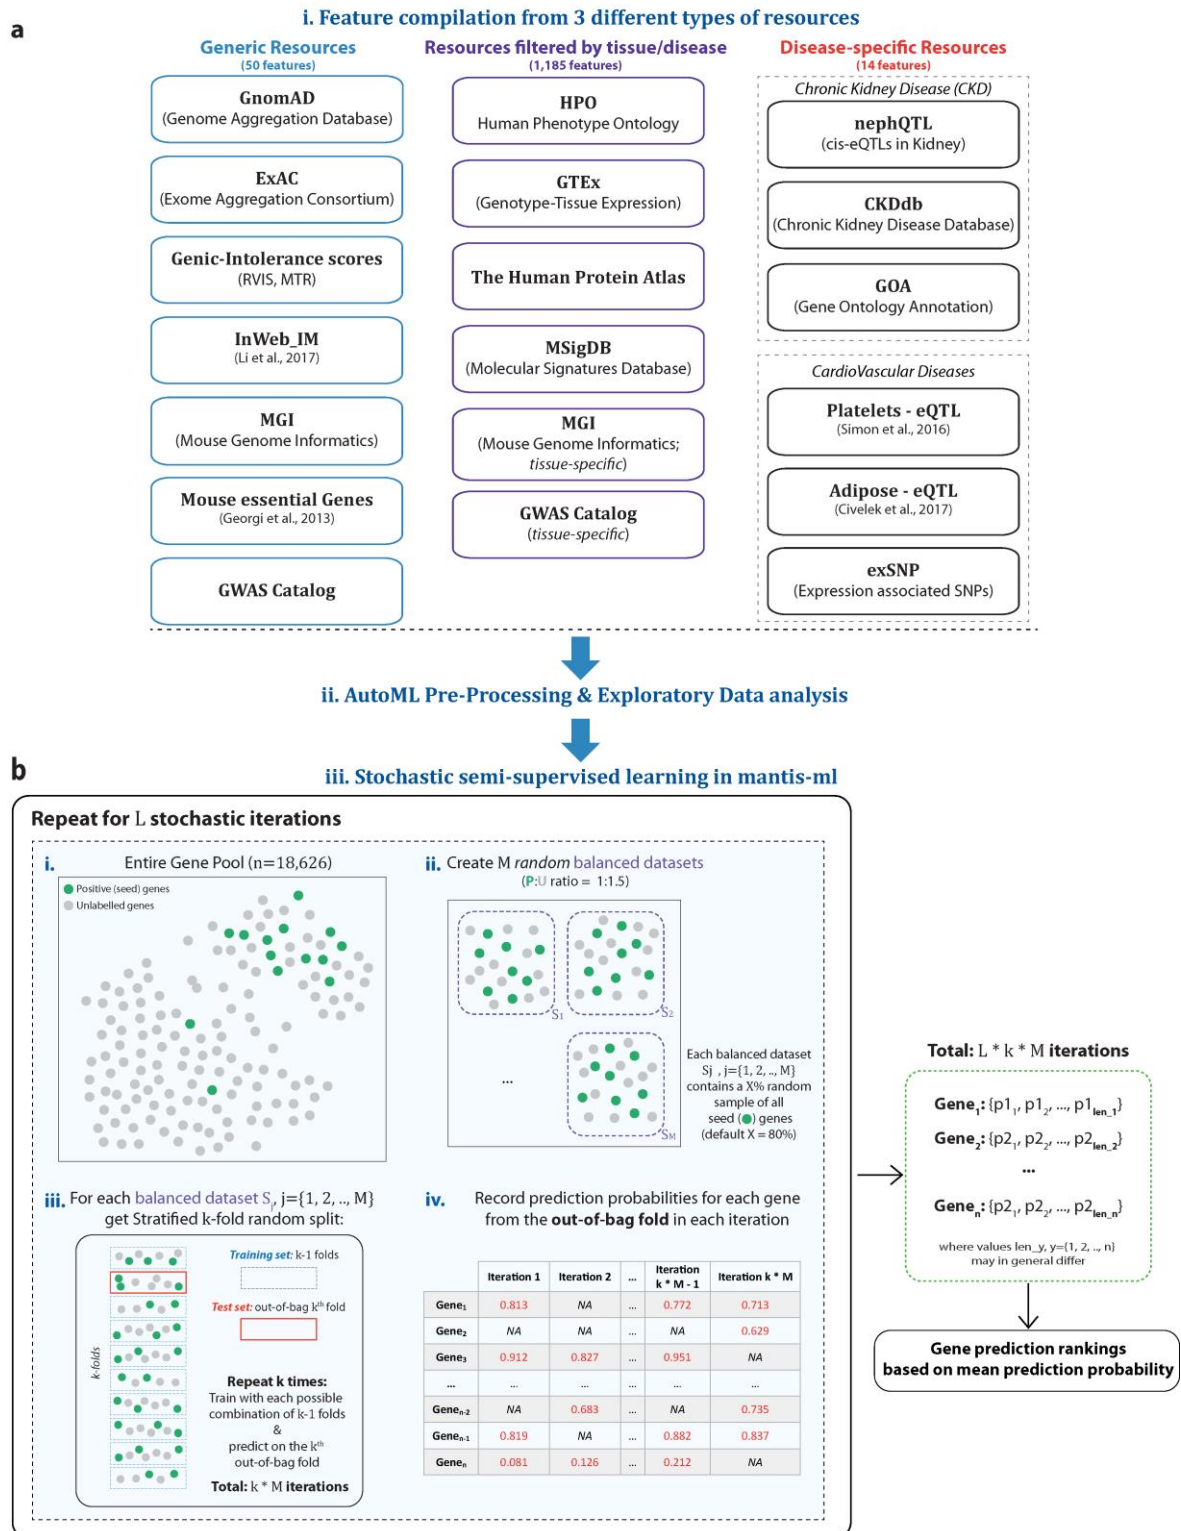 a
i. Feature compilation from 3 different types of resources
Generic Resources
(50 features)
GnomAD
(Genome Aggregation Database)
ExAC
(Exome Aggregation Consortium)
Genic-Intolerance scores
(RVIS, MTR)
InWeb_IM
(Li et al., 2017)
MGI
(Mouse Genome Informatics)
Mouse essential Genes
(Georgi et al., 2013)
GWAS Catalog
Resources filtered by tissue/disease
(1,185 features)
HPO
Human Phenotype Ontology
GTEx
(Genotype-Tissue Expression)
The Human Protein Atlas
MSigDB
(Molecular Signatures Database)
MGI
(Mouse Genome Informatics;
tissue-specific)
GWAS Catalog
(tissue-specific)
Disease-specific Resources
(14 features)
Chronic Kidney Disease (CKD)
nephQTL
(cis-eQTLs in Kidney)
CKDdb
(Chronic Kidney Disease Database)
GOA
(Gene Ontology Annotation)
CardioVascular Diseases
Platelets - eQTL
(Simon et al., 2016)
Adipose - eQTL
(Civelek et al., 2017)
exSNP
(Expression associated SNPs)
ii. AutoML Pre-Processing & Exploratory Data analysis
b
iii. Stochastic semi-supervised learning in mantis-ml
Repeat for L stochastic iterations
i. Entire Gene Pool (n=18,626)
Positive (seed) genes
Unlabelled genes
ii. Create M random balanced datasets
(P:U ratio = 1:1.5)
S1
S2
...
SM
Each balanced dataset
Sj , j={1, 2, .., M}
contains a X% random
sample of all
seed ( ) genes
(default X = 80%)
iii. For each balanced dataset Sj, j={1, 2, .., M}
get Stratified k-fold random split:
k-folds
Training set: k-1 folds
Test set: out-of-bag kth fold
Repeat k times:
Train with each possible
combination of k-1 folds
&
predict on the kth
out-of-bag fold
Total: k * M iterations
iv. Record prediction probabilities for each gene
from the out-of-bag fold in each iteration
Iteration 1 Iteration 2 ... Iteration k * M - 1 Iteration k * M
Gene1 0.813 NA ... 0.772 0.713
Gene2 NA NA ... NA 0.629
Gene3 0.912 0.827 ... 0.951 NA
... ... ... ... ... ...
Genen-2 NA 0.683 ... NA 0.735
Genen-1 0.819 NA ... 0.882 0.837
Genen 0.081 0.126 ... 0.212 NA
Total: L * k * M iterations
Gene1: {p11, p12, ..., p1len_1}
Gene2: {p21, p22, ..., p2len_2}
...
Genen: {p21, p22, ..., p2len_n}
where values len_y, y={1, 2, .., n}
may in general differ
Gene prediction rankings
based on mean prediction probability